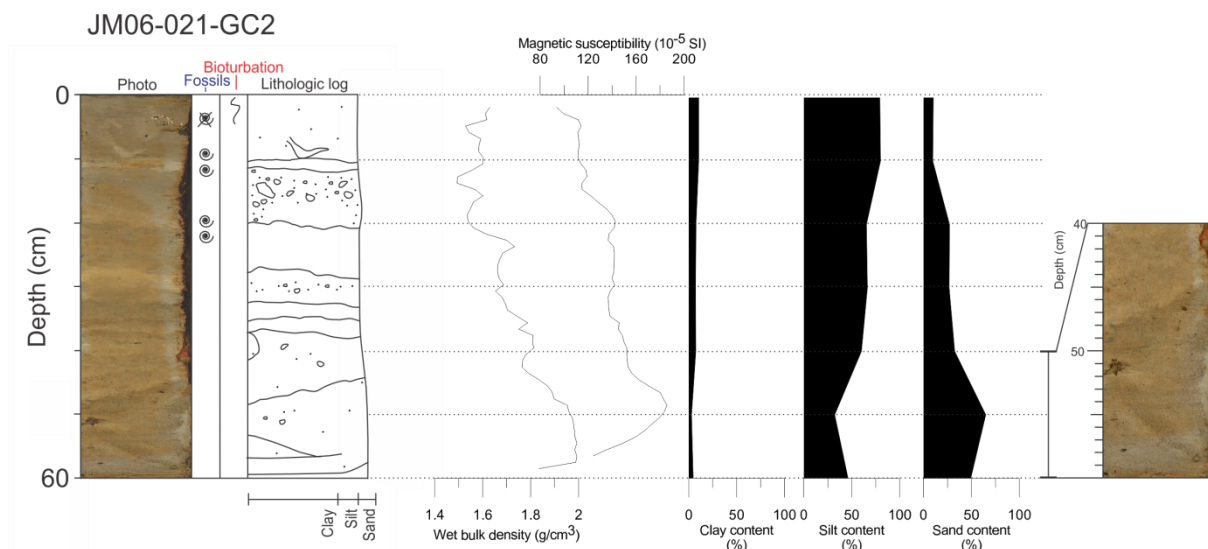 JM06-021-GC2
Magnetic susceptibility (10-5 SI)
80 120 160 200
Bioturbation
Photo Fossils Lithologic log
0
Depth (cm)
60
40
50
Depth (cm)
Clay
Silt
Sand
1.4 1.6 1.8 2
Wet bulk density (g/cm3)
0 50 100
Clay content
(%)
0 50 100
Silt content
(%)
0 50 100
Sand content
(%)